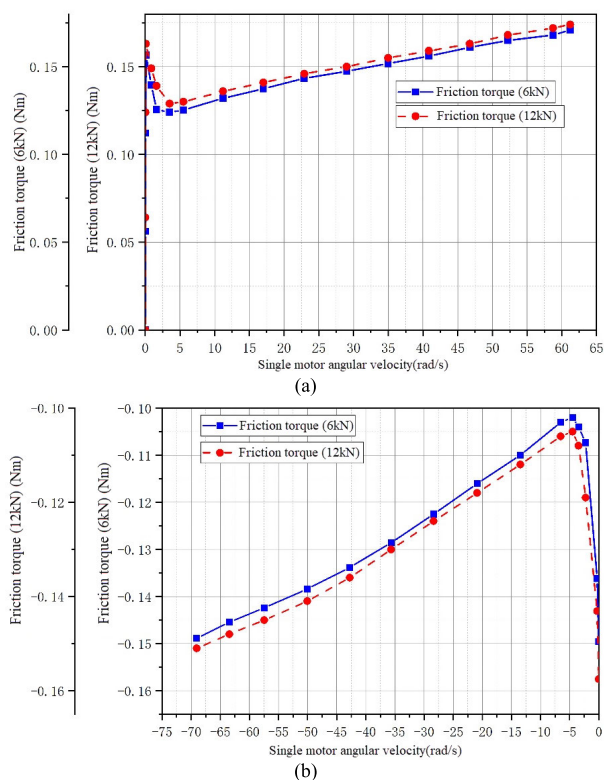 Friction torque (6kN) (Nm)
0.15
0.10
0.05
0.00
Friction torque (12kN) (Nm)
0.15
0.10
0.05
0.00
Friction torque (6kN)
Friction torque (12kN)
0 5 10 15 20 25 30 35 40 45 50 55 60 65
Single motor angular velocity(rad/s)
(a)
Friction torque (12kN) (Nm)
-0.10
-0.12
-0.14
-0.16
Friction torque (6kN) (Nm)
-0.10
-0.11
-0.12
-0.13
-0.14
-0.15
-0.16
Friction torque (6kN)
Friction torque (12kN)
-75 -70 -65 -60 -55 -50 -45 -40 -35 -30 -25 -20 -15 -10 -5 0
Single motor angular velocity(rad/s)
(b)